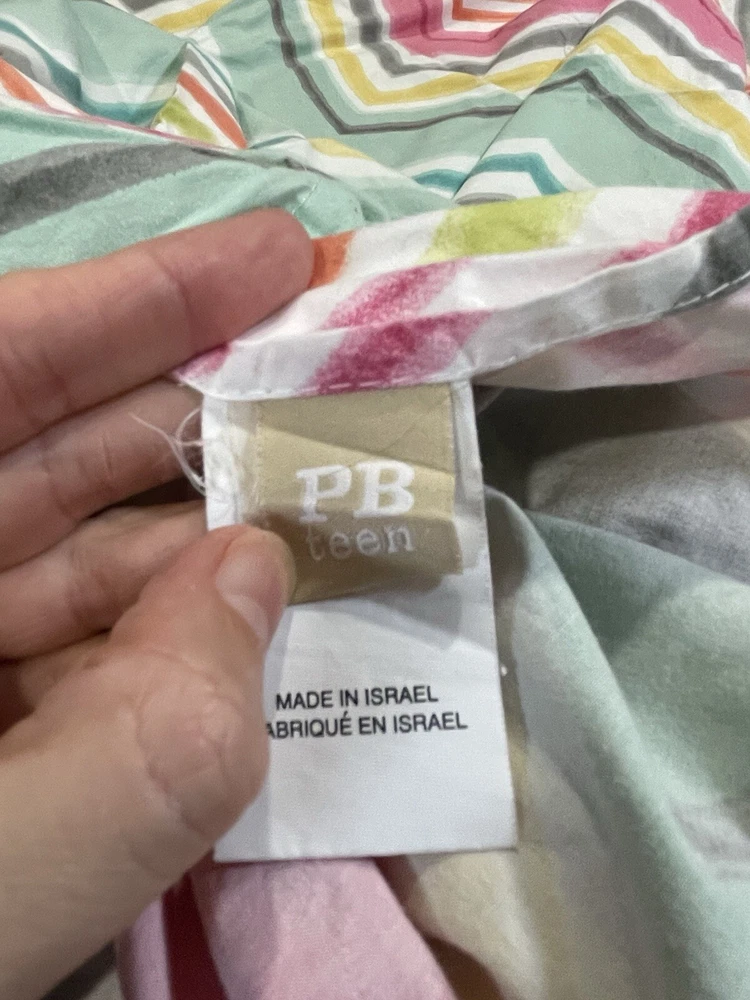 PB
teen
MADE IN ISRAEL
ABRIQUÉ EN ISRAEL